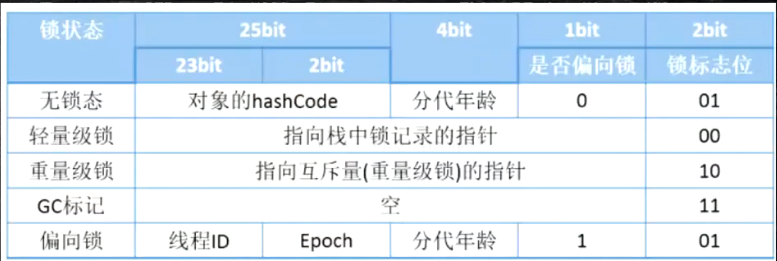 锁状态 25bit 4bit 1bit 2bit
23bit 2bit 是否偏向锁 锁标志位
无锁态 对象的hashCode 分代年龄 0 01
轻量级锁 指向栈中锁记录的指针 00
重量级锁 指向互斥量(重量级锁)的指针 10
GC标记 空 11
偏向锁 线程ID Epoch 分代年龄 1 01